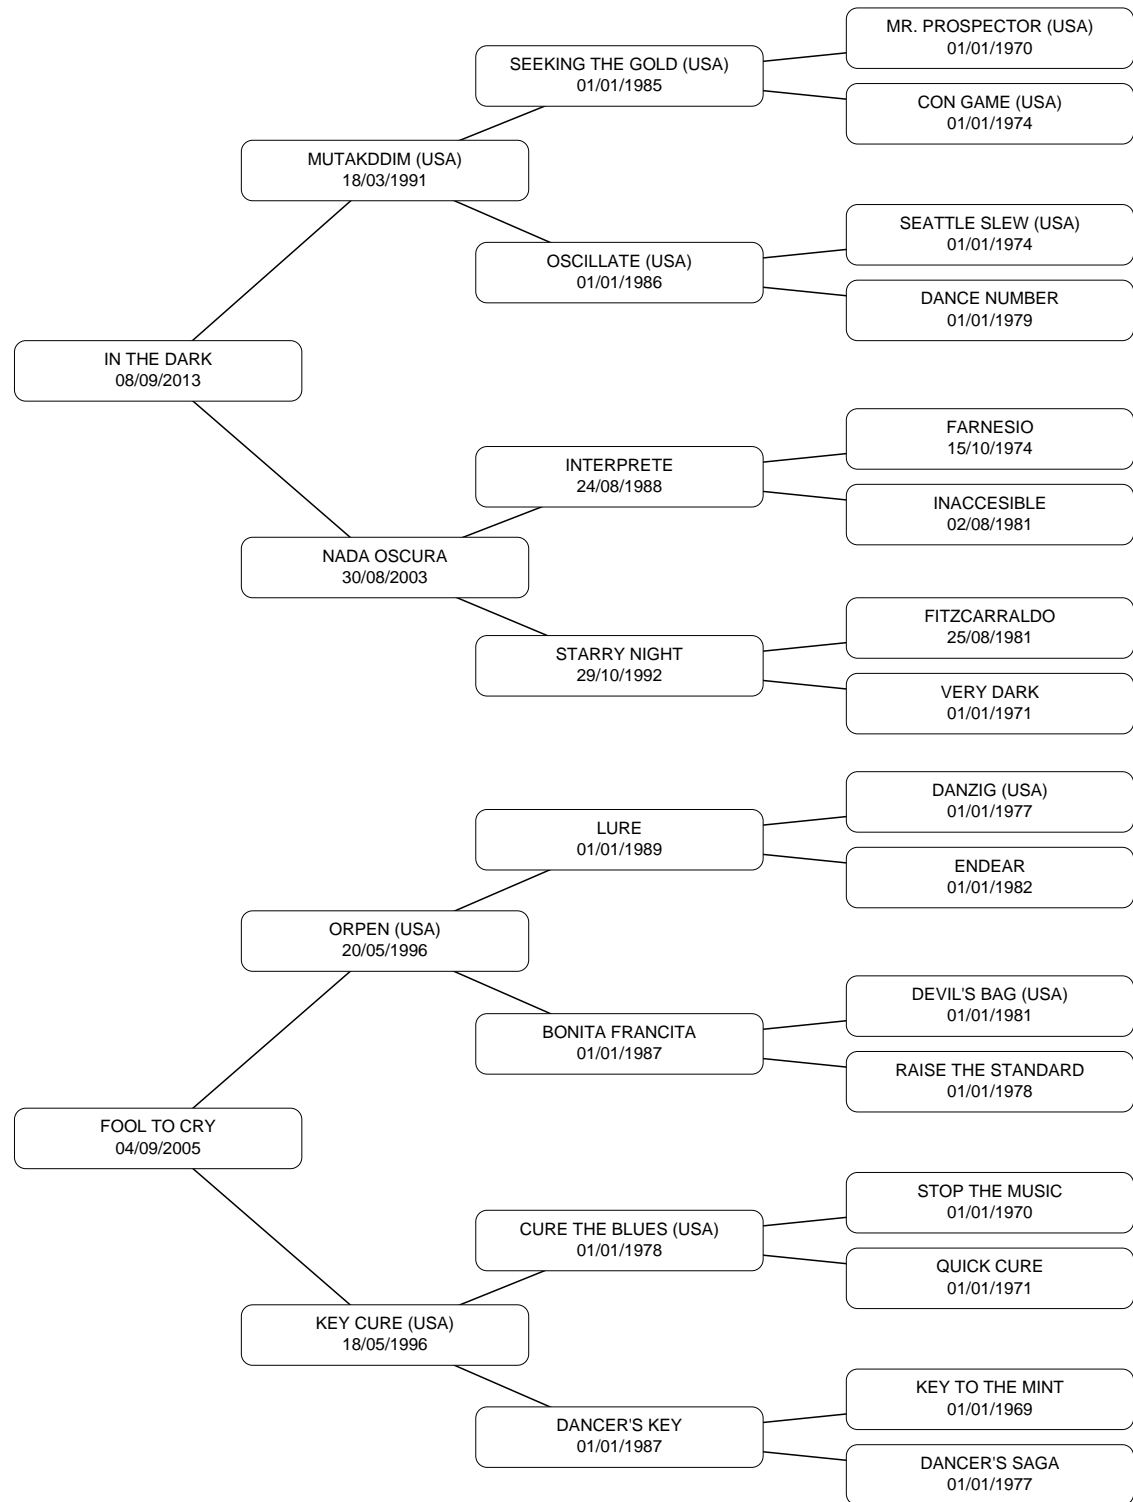 MR. PROSPECTOR (USA)
01/01/1970
SEEKING THE GOLD (USA)
01/01/1985
CON GAME (USA)
01/01/1974
MUTAKDDIM (USA)
18/03/1991
SEATTLE SLEW (USA)
01/01/1974
OSCILLATE (USA)
01/01/1986
DANCE NUMBER
01/01/1979
IN THE DARK
08/09/2013
FARNESIO
15/10/1974
INTERPRETE
24/08/1988
INACCESIBLE
02/08/1981
NADA OSCURA
30/08/2003
FITZCARRALDO
25/08/1981
STARRY NIGHT
29/10/1992
VERY DARK
01/01/1971
DANZIG (USA)
01/01/1977
LURE
01/01/1989
ENDEAR
01/01/1982
ORPEN (USA)
20/05/1996
DEVIL'S BAG (USA)
01/01/1981
BONITA FRANCITA
01/01/1987
RAISE THE STANDARD
01/01/1978
FOOL TO CRY
04/09/2005
STOP THE MUSIC
01/01/1970
CURE THE BLUES (USA)
01/01/1978
QUICK CURE
01/01/1971
KEY CURE (USA)
18/05/1996
KEY TO THE MINT
01/01/1969
DANCER'S KEY
01/01/1987
DANCER'S SAGA
01/01/1977